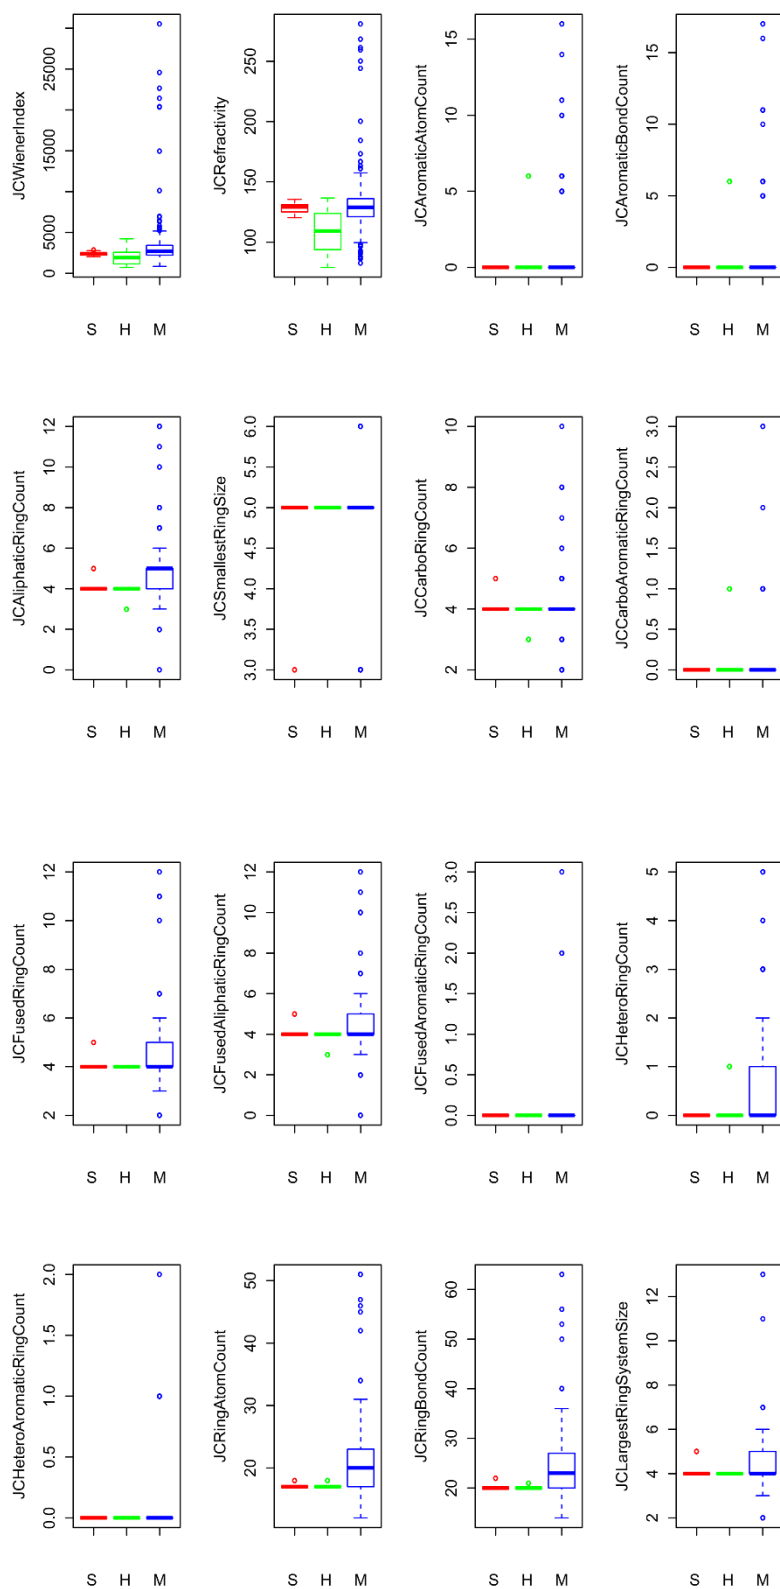 JCWienerIndex
0 5000 15000 25000
S H M
JCRefractivity
100 150 200 250
S H M
JCAromaticAtomCount
0 5 10 15
S H M
JCAromaticBondCount
0 5 10 15
S H M
JCAliphaticRingCount
0 2 4 6 8 10 12
S H M
JCSmallestRingSize
3.0 3.5 4.0 4.5 5.0 5.5 6.0
S H M
JCCarboRingCount
2 4 6 8 10
S H M
JCCarboAromaticRingCount
0.0 0.5 1.0 1.5 2.0 2.5 3.0
S H M
JCFusedRingCount
2 4 6 8 10 12
S H M
JCFusedAliphaticRingCount
0 2 4 6 8 10 12
S H M
JCFusedAromaticRingCount
0.0 0.5 1.0 1.5 2.0 2.5 3.0
S H M
JCHeteroRingCount
0 1 2 3 4 5
S H M
JCHeteroAromaticRingCount
0.0 0.5 1.0 1.5 2.0
S H M
JCRingAtomCount
20 30 40 50
S H M
JCRingBondCount
20 30 40 50 60
S H M
JCLargestRingSystemSize
2 4 6 8 10 12
S H M